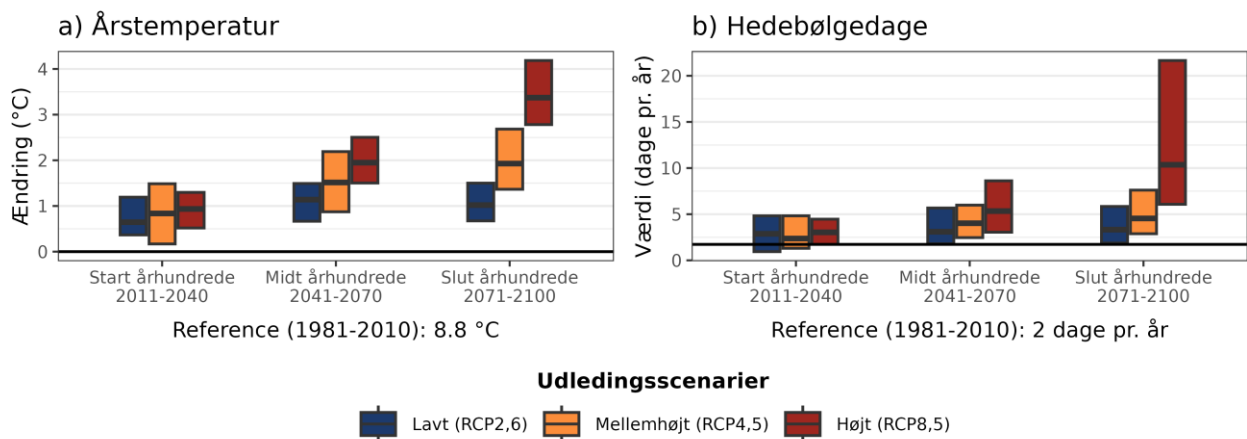 a) Årstemperatur
Ændring (°C)
4
3
2
1
0
Start århundrede
2011-2040
Midt århundrede
2041-2070
Slut århundrede
2071-2100
Reference (1981-2010): 8.8 °C
b) Hedebølgedage
Værdi (dage pr. år)
20
15
10
5
0
Start århundrede
2011-2040
Midt århundrede
2041-2070
Slut århundrede
2071-2100
Reference (1981-2010): 2 dage pr. år
Udledingsscenarier
Lavt (RCP2,6)
Mellemhøjt (RCP4,5)
Højt (RCP8,5)